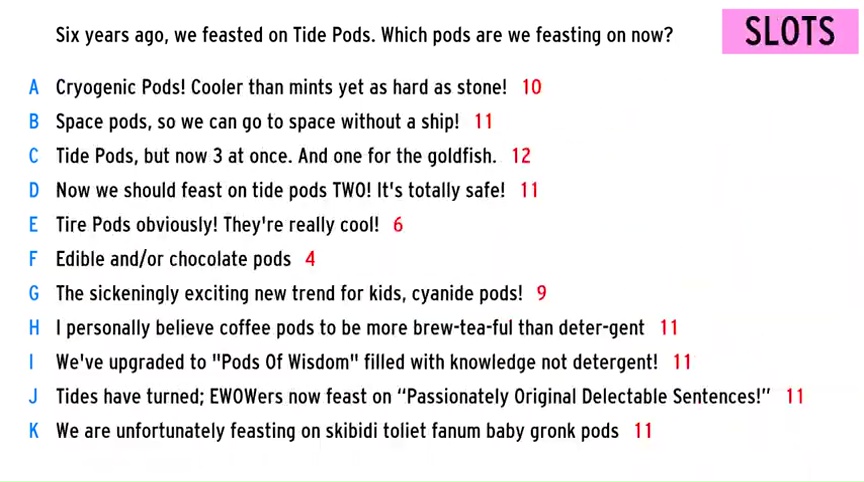 Six years ago, we feasted on Tide Pods. Which pods are we feasting on now?
SLOTS
A Cryogenic Pods! Cooler than mints yet as hard as stone! 10
B Space pods, so we can go to space without a ship! 11
C Tide Pods, but now 3 at once. And one for the goldfish. 12
D Now we should feast on tide pods TWO! It's totally safe! 11
E Tire Pods obviously! They're really cool! 6
F Edible and/or chocolate pods 4
G The sickeningly exciting new trend for kids, cyanide pods! 9
H I personally believe coffee pods to be more brew-tea-ful than deter-gent 11
I We've upgraded to "Pods Of Wisdom" filled with knowledge not detergent! 11
J Tides have turned; EWOWers now feast on “Passionately Original Delectable Sentences!” 11
K We are unfortunately feasting on skibidi toliet fanum baby gronk pods 11